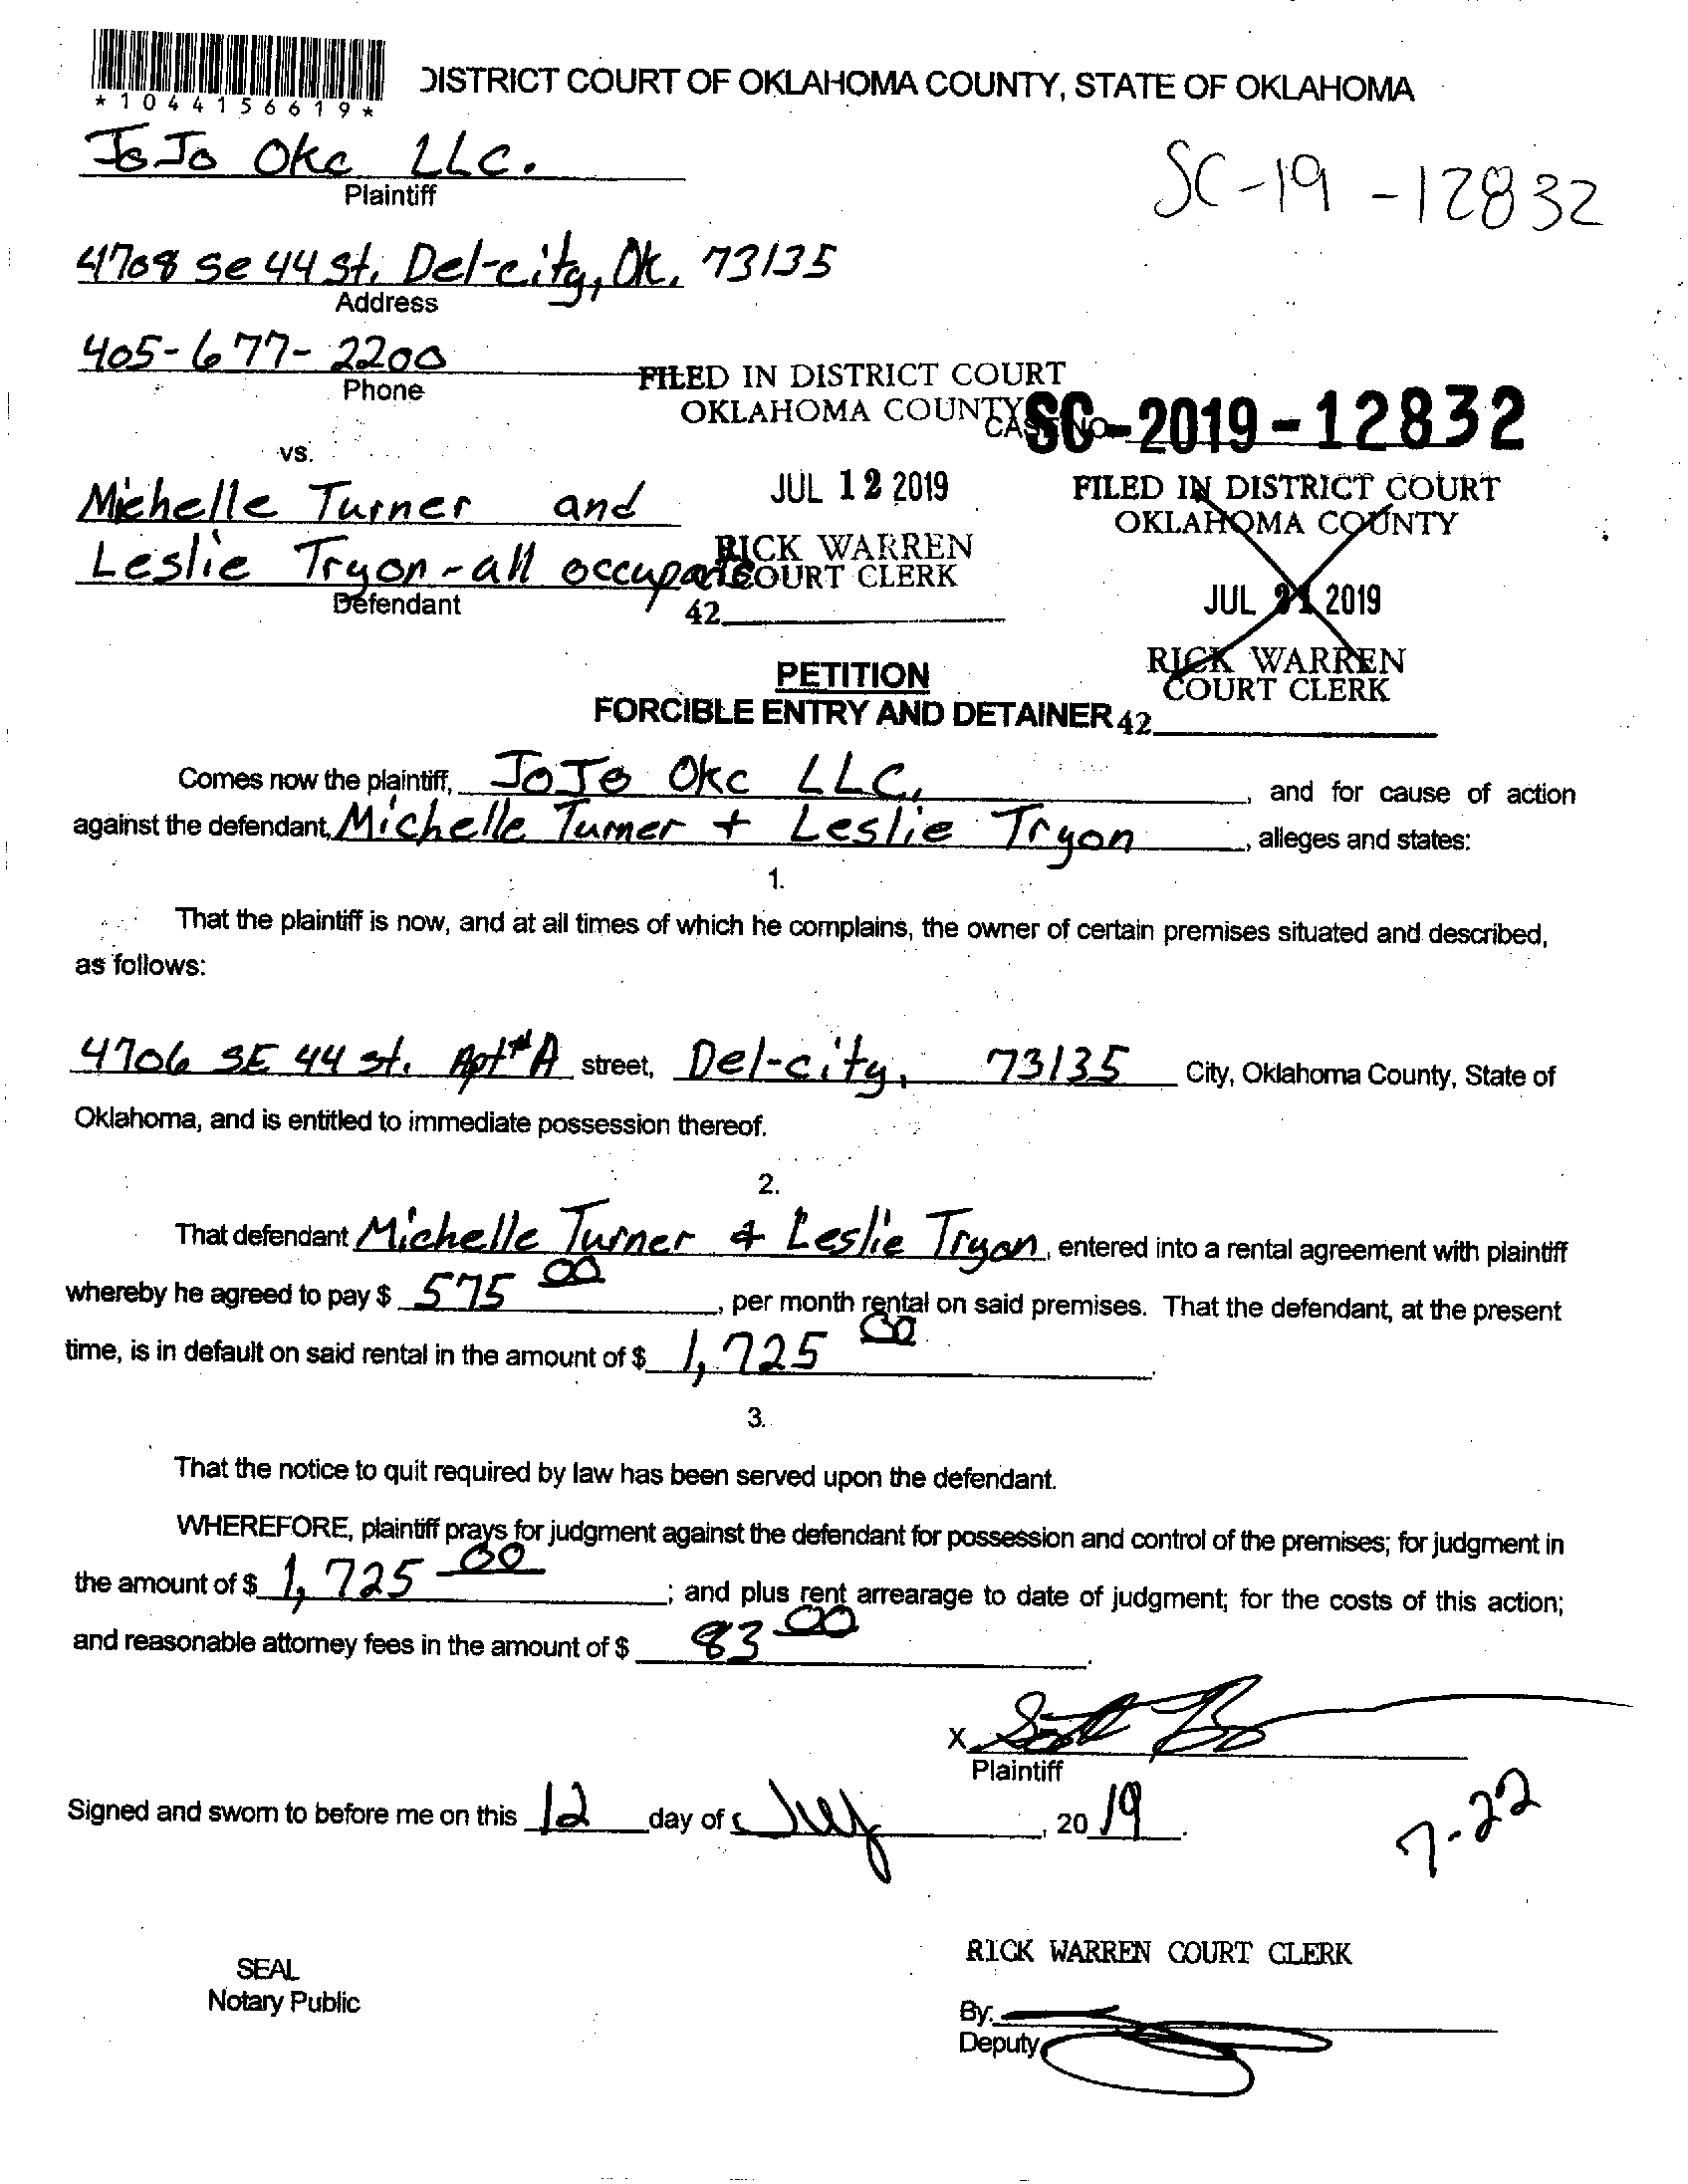 *1044156619*
DISTRICT COURT OF OKLAHOMA COUNTY, STATE OF OKLAHOMA
JoJo Okc LLC.
Plaintiff
SC-19-12832
4708 Se 44 St. Del-city, Ok. 73135
Address
405-677-2200
Phone
FILED IN DISTRICT COURT
OKLAHOMA COUNTY
CASE NO. SC-2019-12832
vs.
JUL 12 2019
FILED IN DISTRICT COURT
OKLAHOMA COUNTY
Michelle Turner and
Leslie Tryon - all occupants
Defendant
RICK WARREN
COURT CLERK
42
JUL 2019
RICK WARREN
COURT CLERK
42
PETITION
FORCIBLE ENTRY AND DETAINER
Comes now the plaintiff, JoJo Okc LLC, , and for cause of action
against the defendant, Michelle Turner + Leslie Tryon , alleges and states:
1.
That the plaintiff is now, and at all times of which he complains, the owner of certain premises situated and described,
as follows:
4706 SE 44 st. Apt#A street, Del-city, 73135 City, Oklahoma County, State of
Oklahoma, and is entitled to immediate possession thereof.
2.
That defendant Michelle Turner & Leslie Tryon, entered into a rental agreement with plaintiff
whereby he agreed to pay $ 575 00 , per month rental on said premises. That the defendant, at the present
time, is in default on said rental in the amount of $ 1,725 00 .
3.
That the notice to quit required by law has been served upon the defendant.
WHEREFORE, plaintiff prays for judgment against the defendant for possession and control of the premises; for judgment in
the amount of $ 1,725 00 ; and plus rent arrearage to date of judgment; for the costs of this action;
and reasonable attorney fees in the amount of $ 83 00 .
X
Plaintiff
Signed and sworn to before me on this 12 day of July , 20 19 .
7-22
SEAL
Notary Public
RICK WARREN COURT CLERK
By:
Deputy